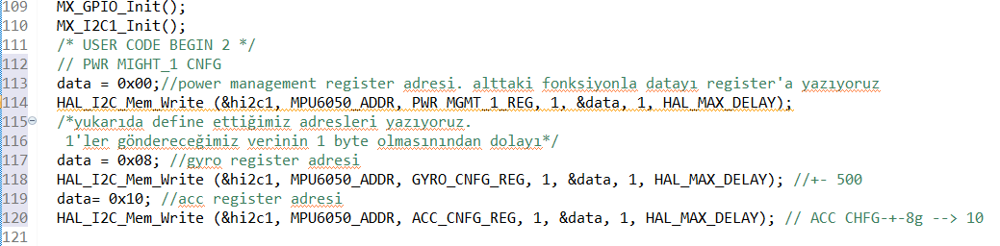 109 MX_GPIO_Init();
110 MX_I2C1_Init();
111 /* USER CODE BEGIN 2 */
112 // PWR MIGHT_1 CNFG
113 data = 0x00;//power management register adresi. alttaki fonksiyonla datayı register'a yazıyoruz
114 HAL_I2C_Mem_Write (&hi2c1, MPU6050_ADDR, PWR_MGMT_1_REG, 1, &data, 1, HAL_MAX_DELAY);
115 /*yukarıda define ettiğimiz adresleri yazıyoruz.
116 1'ler göndereceğimiz verinin 1 byte olmasınından dolayı*/
117 data = 0x08; //gyro register adresi
118 HAL_I2C_Mem_Write (&hi2c1, MPU6050_ADDR, GYRO_CNFG_REG, 1, &data, 1, HAL_MAX_DELAY); //+- 500
119 data= 0x10; //acc register adresi
120 HAL_I2C_Mem_Write (&hi2c1, MPU6050_ADDR, ACC_CNFG_REG, 1, &data, 1, HAL_MAX_DELAY); // ACC CHFG-+-8g --> 10
121